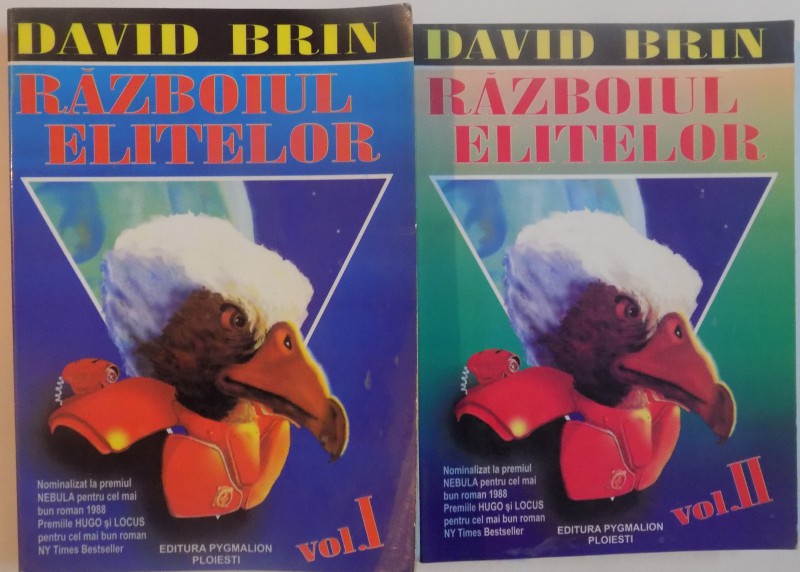 DAVID BRIN
RĂZBOIUL
ELITELOR
Nominalizat la premiul
NEBULA pentru cel mai
bun roman 1988
Premiile HUGO şi LOCUS
pentru cel mai bun roman
NY Times Bestseller
EDITURA PYGMALION
PLOIESTI
vol.I
DAVID BRIN
RĂZBOIUL
ELITELOR
Nominalizat la premiul
NEBULA pentru cel mai
bun roman 1988
Premiile HUGO şi LOCUS
pentru cel mai bun roman
NY Times Bestseller
EDITURA PYGMALION
PLOIESTI
vol.II